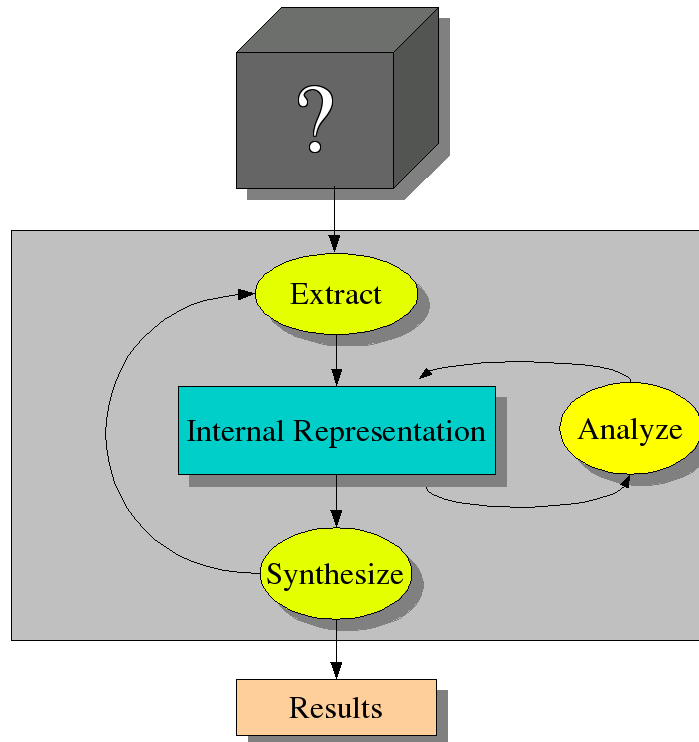 ?
Extract
Internal Representation
Analyze
Synthesize
Results